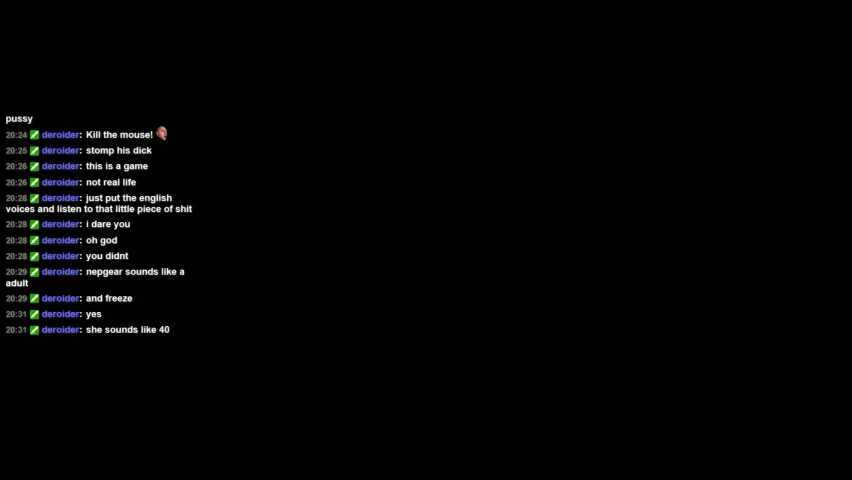 pussy
20:24 deroider: Kill the mouse!
20:25 deroider: stomp his dick
20:26 deroider: this is a game
20:26 deroider: not real life
20:28 deroider: just put the english
voices and listen to that little piece of shit
20:28 deroider: i dare you
20:28 deroider: oh god
20:28 deroider: you didnt
20:29 deroider: nepgear sounds like a
adult
20:29 deroider: and freeze
20:31 deroider: yes
20:31 deroider: she sounds like 40